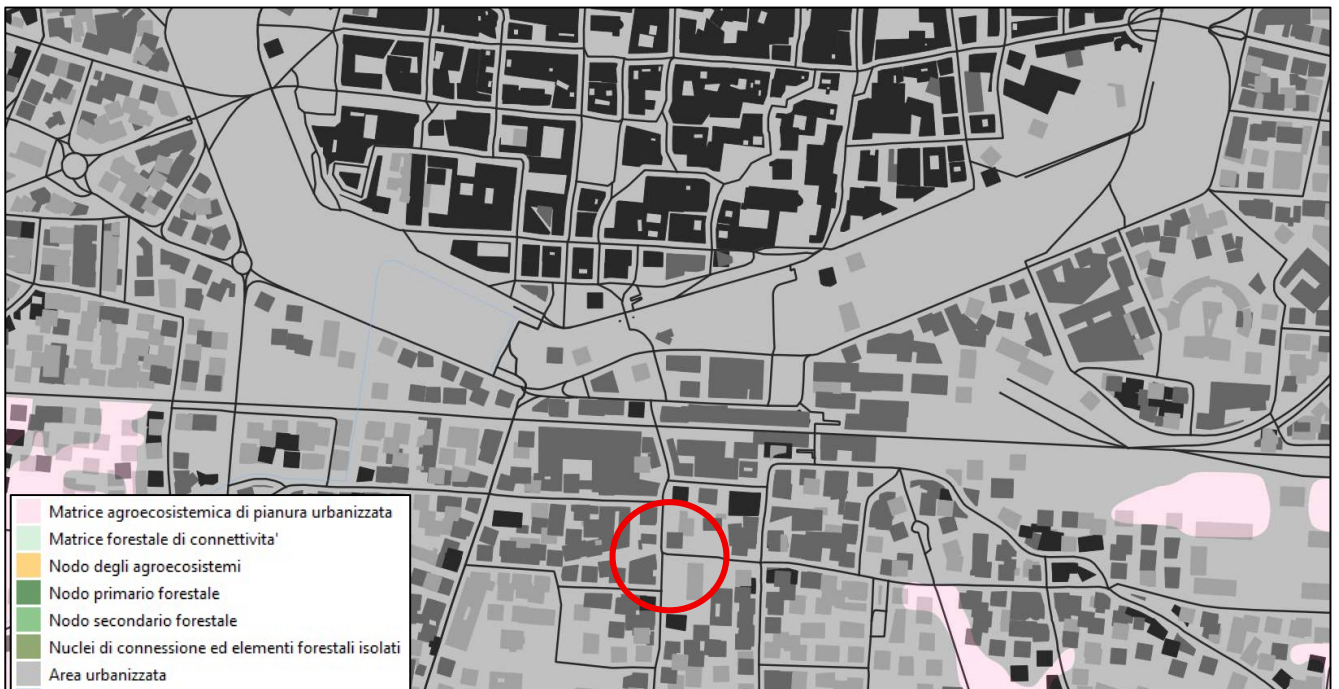 Matrice agroecosistemica di pianura urbanizzata
Matrice forestale di connettivita'
Nodo degli agroecosistemi
Nodo primario forestale
Nodo secondario forestale
Nuclei di connessione ed elementi forestali isolati
Area urbanizzata